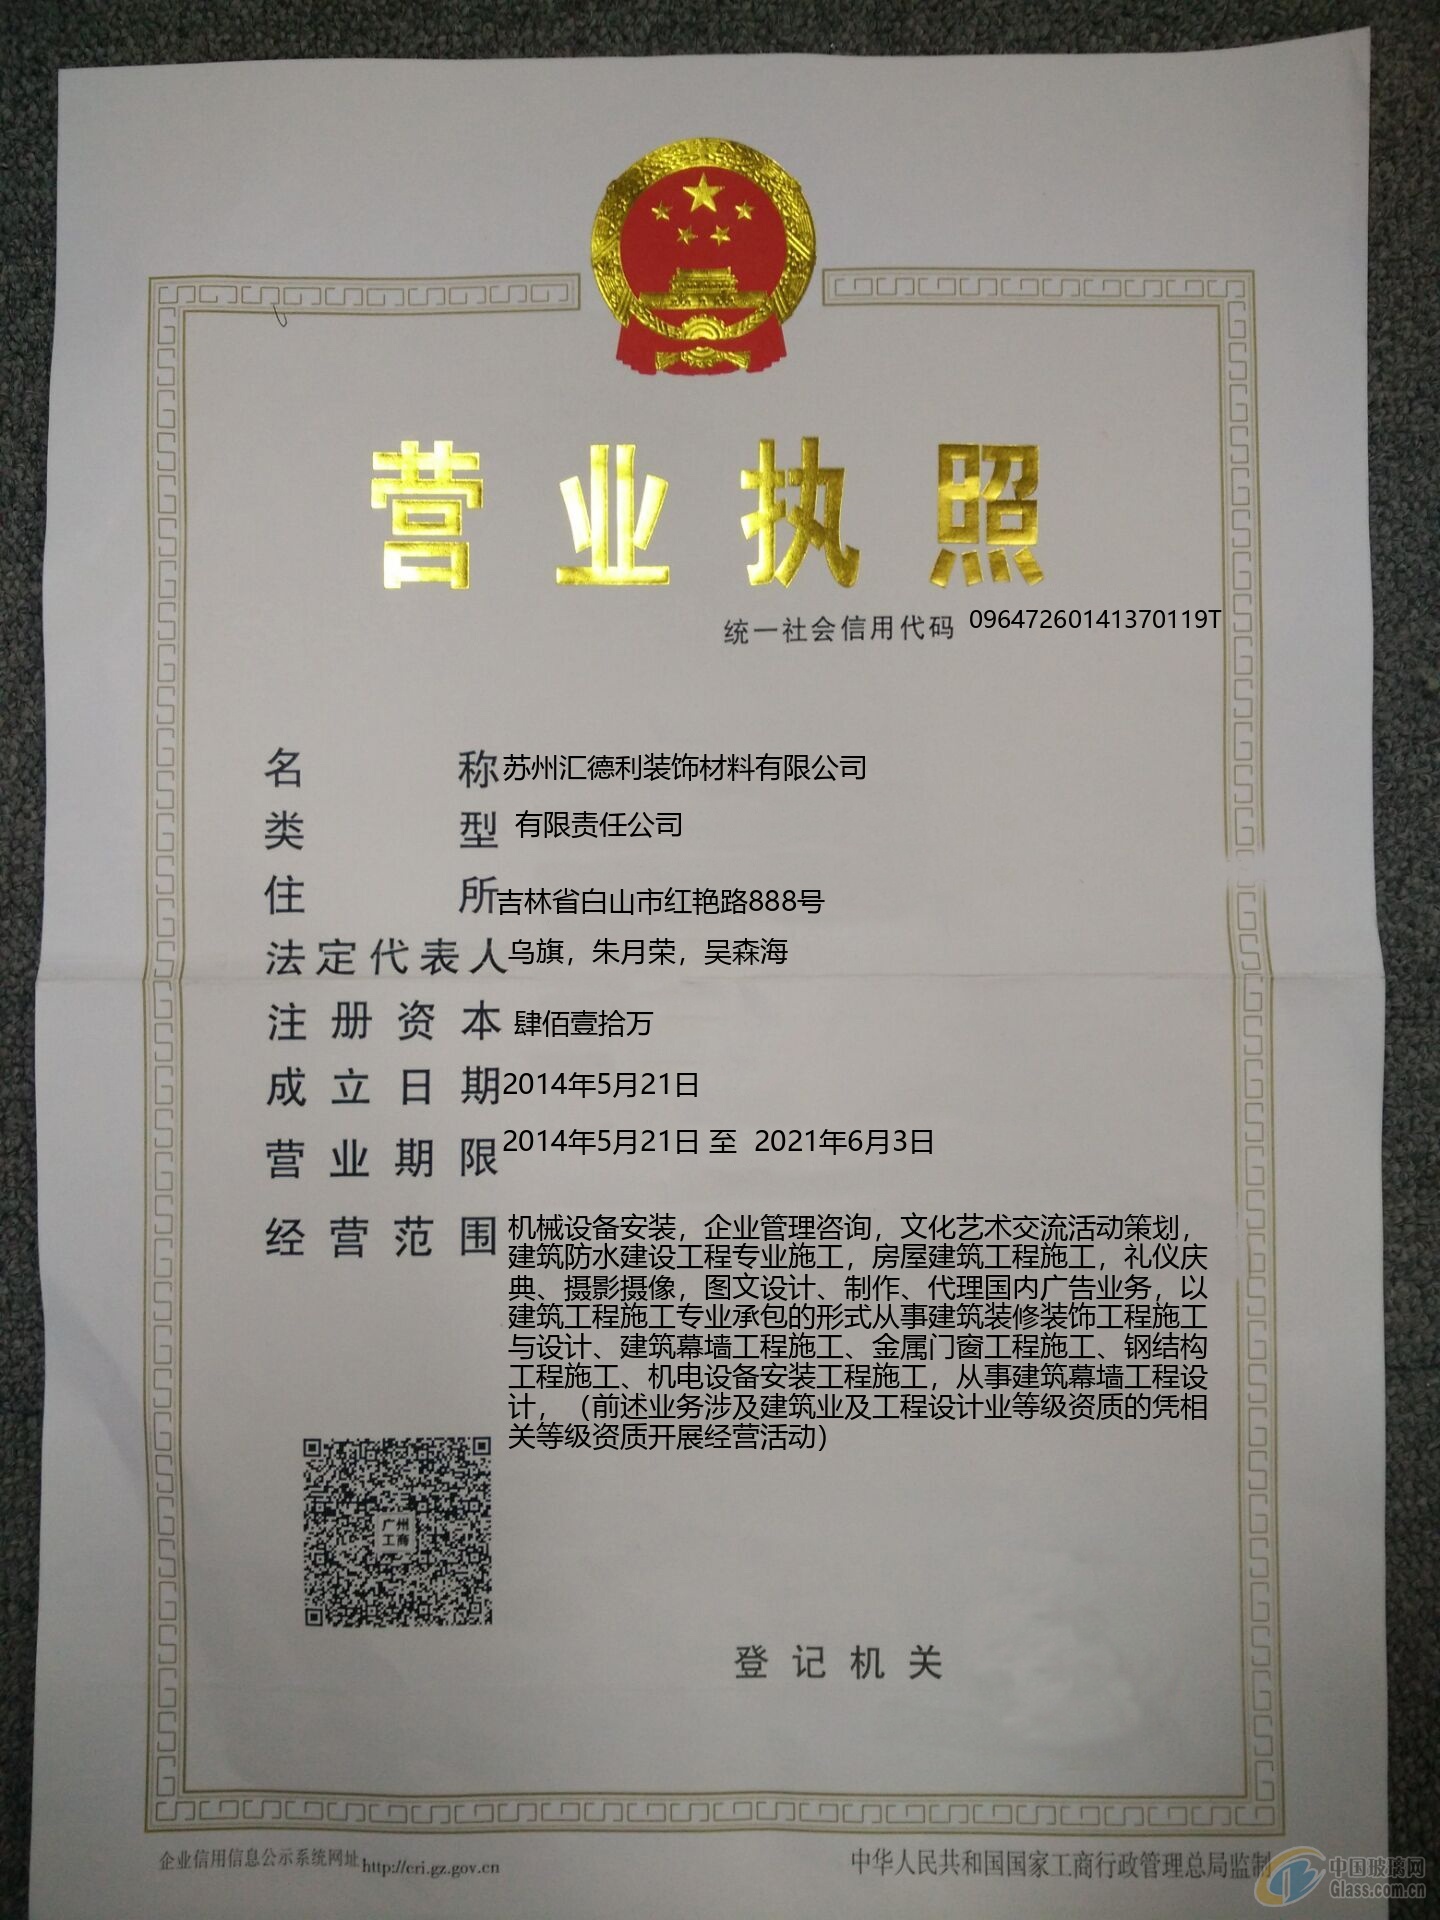 营业执照
统一社会信用代码 09647260141370119T
名称 苏州汇德利装饰材料有限公司
类型 有限责任公司
住所 吉林省白山市红艳路888号
法定代表人 乌旗，朱月荣，吴森海
注册资本 肆佰壹拾万
成立日期 2014年5月21日
营业期限 2014年5月21日 至 2021年6月3日
经营范围 机械设备安装，企业管理咨询，文化艺术交流活动策划，
建筑防水建设工程专业施工，房屋建筑工程施工，礼仪庆
典、摄影摄像，图文设计、制作、代理国内广告业务，以
建筑工程施工专业承包的形式从事建筑装修装饰工程施工
与设计、建筑幕墙工程施工、金属门窗工程施工、钢结构
工程施工、机电设备安装工程施工，从事建筑幕墙工程设
计，（前述业务涉及建筑业及工程设计业等级资质的凭相
关等级资质开展经营活动）
广州
工商
登记机关
企业信用信息公示系统网址 http://cri.gz.gov.cn
中华人民共和国国家工商行政管理总局监制
中国玻璃网
Glass.com.cn